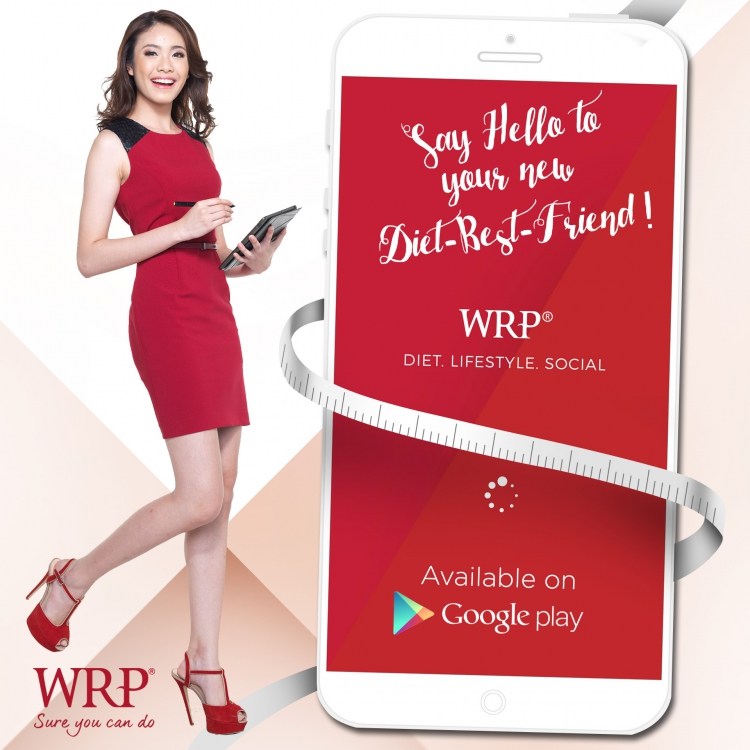 Say Hello to
your new
Diet-Best-Friend!
WRP®
DIET. LIFESTYLE. SOCIAL
Available on
Google play
WRP®
Sure you can do